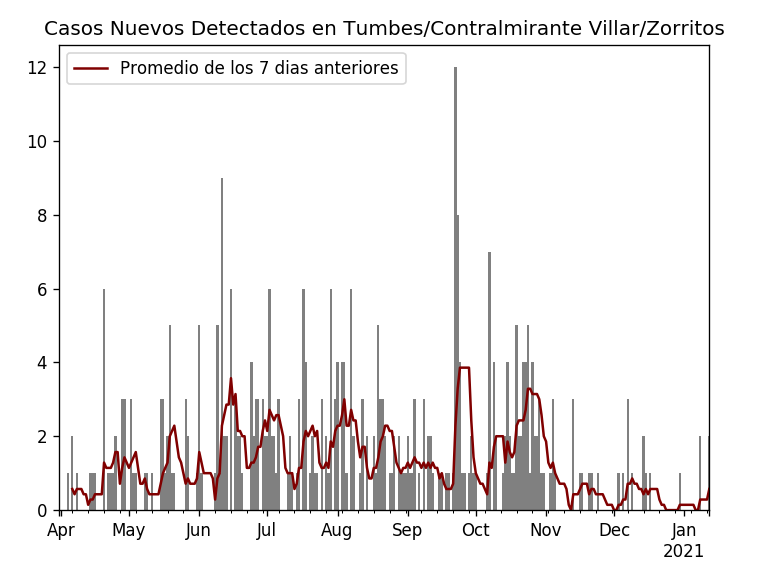 Casos Nuevos Detectados en Tumbes/Contralmirante Villar/Zorritos
Promedio de los 7 dias anteriores
12
10
8
6
4
2
0
Apr May Jun Jul Aug Sep Oct Nov Dec Jan
2021